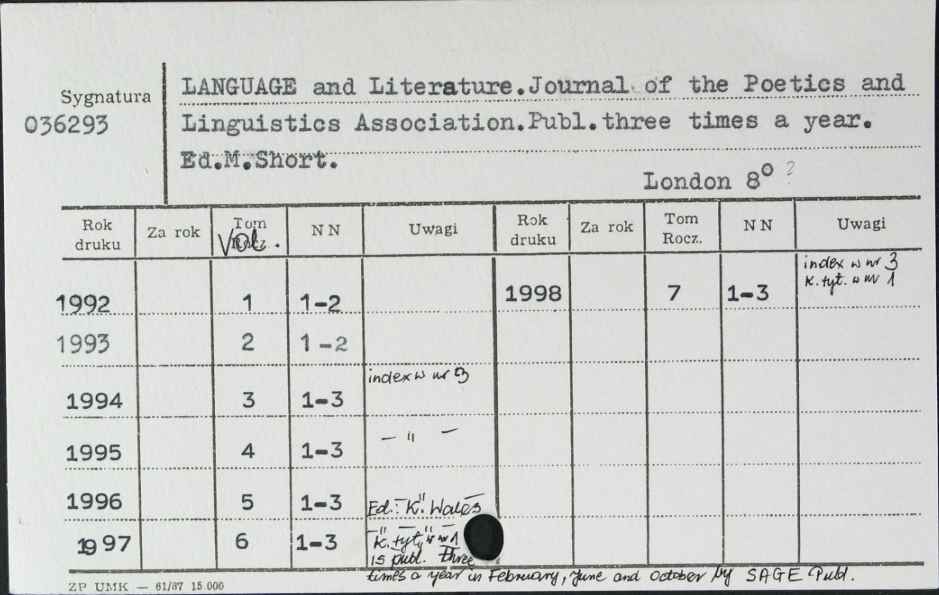 Sygnatura
036293
LANGUAGE and Literature.Journal of the Poetics and
Linguistics Association.Publ.three times a year.
Ed.M.Short.
London 8° ?
Rok druku Za rok Tom Rocz. Vol. NN Uwagi Rok druku Za rok Tom Rocz. NN Uwagi
1992 1 1-2 1998 7 1-3 index w nr 3
k.tyt. w nr 1
1993 2 1-2
1994 3 1-3 index w nr 3
1995 4 1-3 — " —
1996 5 1-3 — " —
Ed. K. Wales
1997 6 1-3 — " —
k. tyt. w nr 1
is publ. three
times a year in February, June and October by SAGE Publ.
ZP UMK — 61/87 15.000